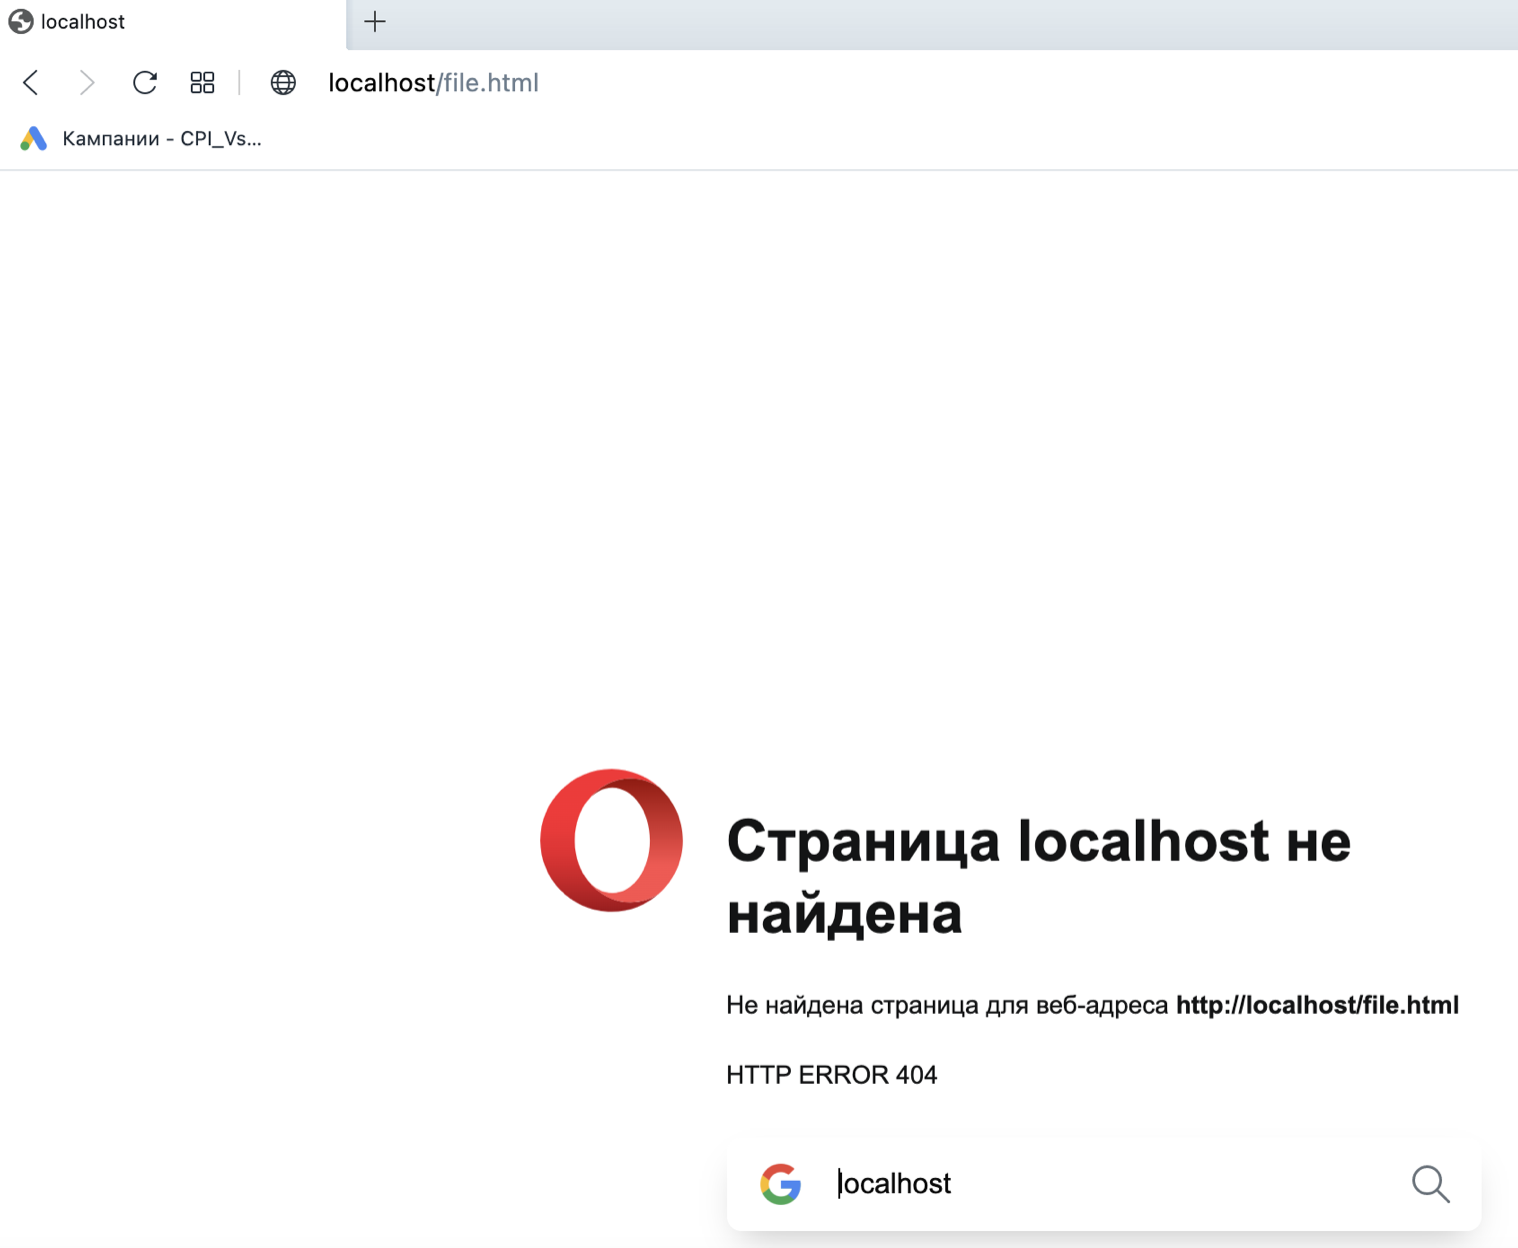 localhost
localhost/file.html
Кампании - CPI_Vs...
Страница localhost не
найдена
Не найдена страница для веб-адреса http://localhost/file.html
HTTP ERROR 404
localhost